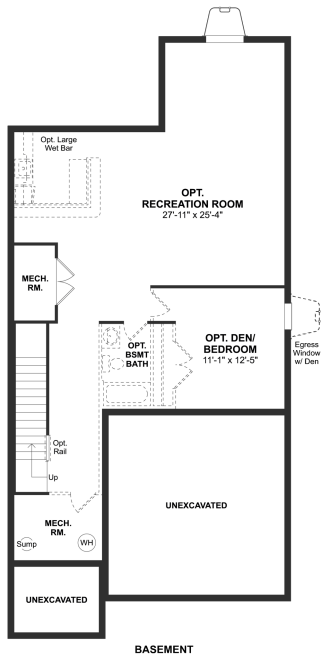 Opt. Large
Wet Bar
OPT.
RECREATION ROOM
27'-11" x 25'-4"
MECH.
RM.
OPT.
BSMT
BATH
OPT. DEN/
BEDROOM
11'-1" x 12'-5"
Egress
Window
w/ Den
Opt.
Rail
Up
UNEXCAVATED
MECH.
RM.
Sump
WH
UNEXCAVATED
BASEMENT